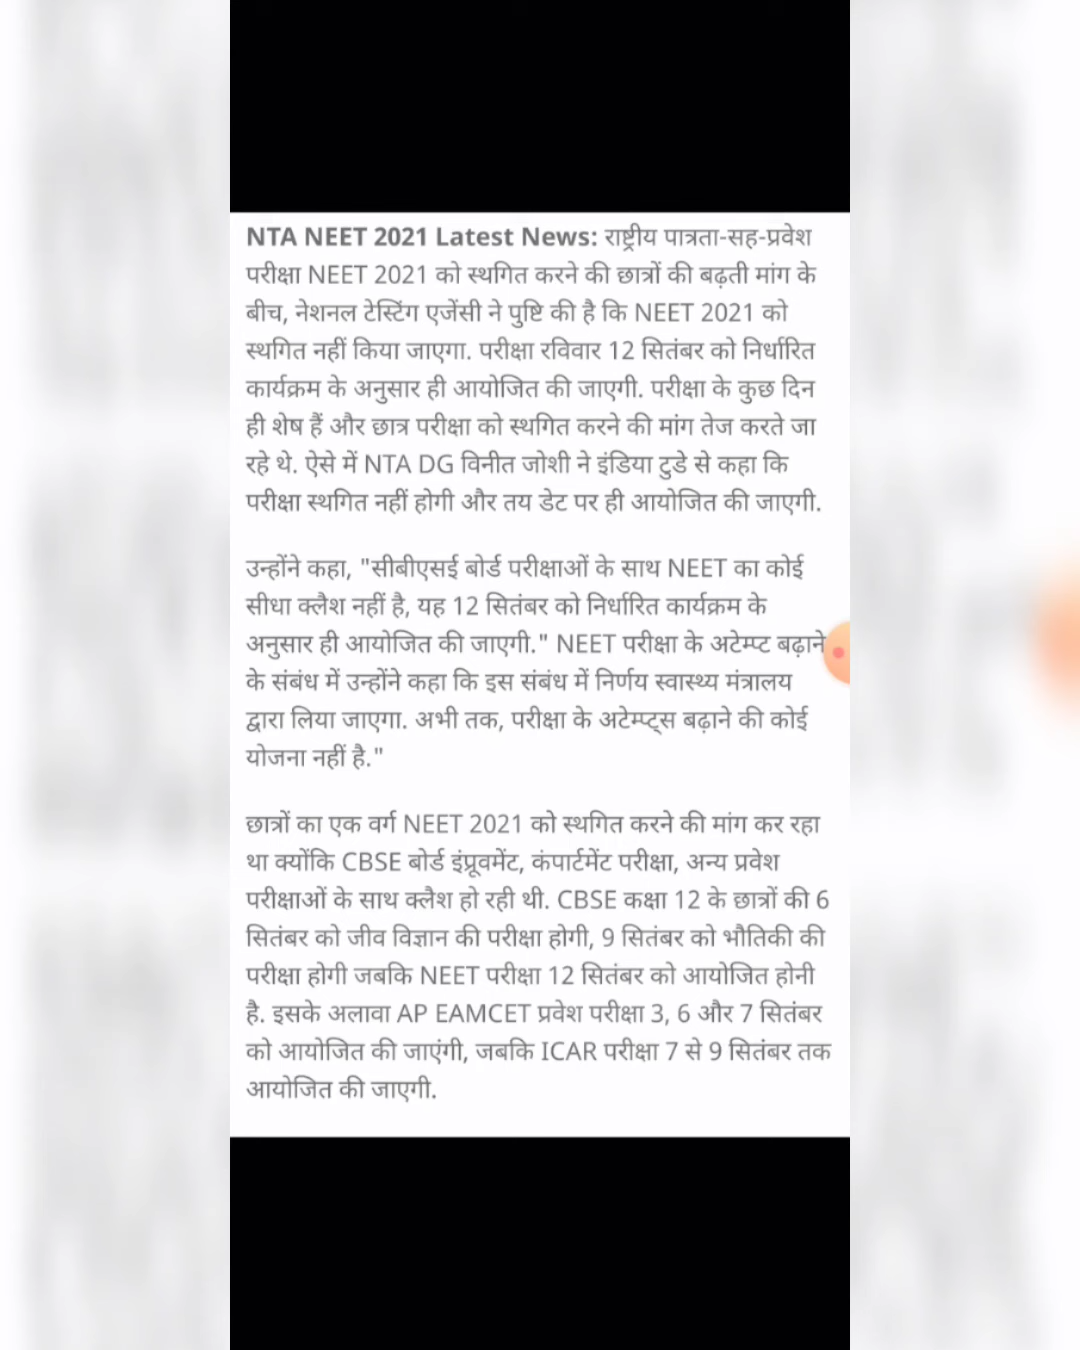 NTA NEET 2021 Latest News: राष्ट्रीय पात्रता-सह-प्रवेश
परीक्षा NEET 2021 को स्थगित करने की छात्रों की बढ़ती मांग के
बीच, नेशनल टेस्टिंग एजेंसी ने पुष्टि की है कि NEET 2021 को
स्थगित नहीं किया जाएगा. परीक्षा रविवार 12 सितंबर को निर्धारित
कार्यक्रम के अनुसार ही आयोजित की जाएगी. परीक्षा के कुछ दिन
ही शेष हैं और छात्र परीक्षा को स्थगित करने की मांग तेज करते जा
रहे थे. ऐसे में NTA DG विनीत जोशी ने इंडिया टुडे से कहा कि
परीक्षा स्थगित नहीं होगी और तय डेट पर ही आयोजित की जाएगी.
उन्होंने कहा, "सीबीएसई बोर्ड परीक्षाओं के साथ NEET का कोई
सीधा क्लैश नहीं है, यह 12 सितंबर को निर्धारित कार्यक्रम के
अनुसार ही आयोजित की जाएगी." NEET परीक्षा के अटेम्प्ट बढ़ाने
के संबंध में उन्होंने कहा कि इस संबंध में निर्णय स्वास्थ्य मंत्रालय
द्वारा लिया जाएगा. अभी तक, परीक्षा के अटेम्प्ट्स बढ़ाने की कोई
योजना नहीं है."
छात्रों का एक वर्ग NEET 2021 को स्थगित करने की मांग कर रहा
था क्योंकि CBSE बोर्ड इंप्रूवमेंट, कंपार्टमेंट परीक्षा, अन्य प्रवेश
परीक्षाओं के साथ क्लैश हो रही थी. CBSE कक्षा 12 के छात्रों की 6
सितंबर को जीव विज्ञान की परीक्षा होगी, 9 सितंबर को भौतिकी की
परीक्षा होगी जबकि NEET परीक्षा 12 सितंबर को आयोजित होनी
है. इसके अलावा AP EAMCET प्रवेश परीक्षा 3, 6 और 7 सितंबर
को आयोजित की जाएंगी, जबकि ICAR परीक्षा 7 से 9 सितंबर तक
आयोजित की जाएगी.